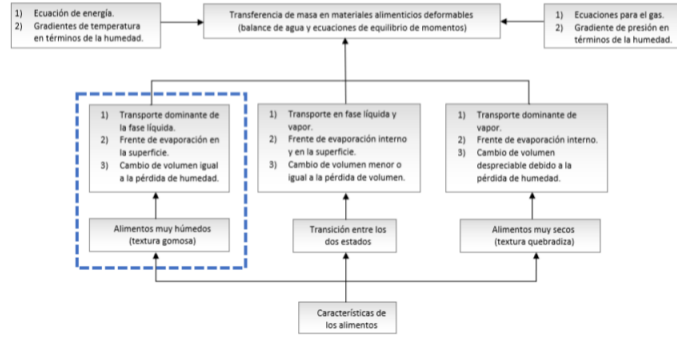 1) Ecuación de energía.
2) Gradientes de temperatura
en términos de la humedad.
Transferencia de masa en materiales alimenticios deformables
(balance de agua y ecuaciones de equilibrio de momentos)
1) Ecuaciones para el gas.
2) Gradiente de presión en
términos de la humedad.
1) Transporte dominante de
la fase líquida.
2) Frente de evaporación en
la superficie.
3) Cambio de volumen igual
a la pérdida de humedad.
1) Transporte en fase líquida y
vapor.
2) Frente de evaporación interno
y en la superficie.
3) Cambio de volumen menor o
igual a la pérdida de volumen.
1) Transporte dominante de
vapor.
2) Frente de evaporación interno.
3) Cambio de volumen
despreciable debido a la
pérdida de humedad.
Alimentos muy húmedos
(textura gomosa)
Transición entre los
dos estados
Alimentos muy secos
(textura quebradiza)
Características de
los alimentos